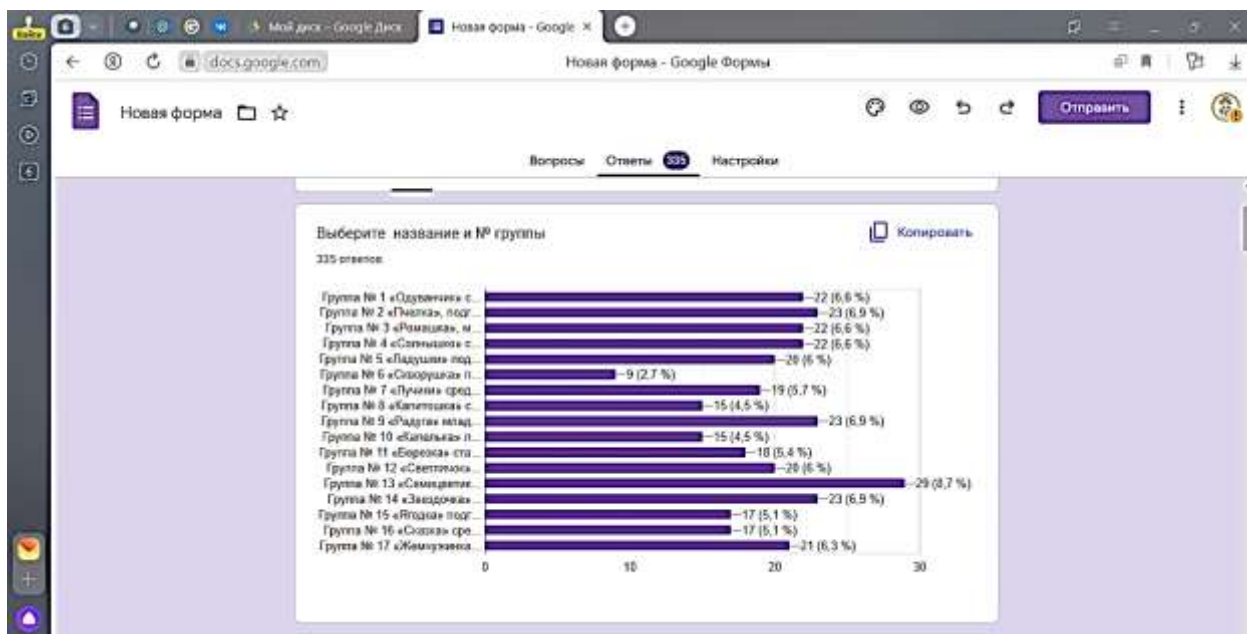 Мой диск – Google Диск
Новая форма - Google ×
docs.google.com
Новая форма - Google Формы
Новая форма
Отправить
Вопросы Ответы 335 Настройки
Выберите название и № группы
Копировать
335 ответов
Группа № 1 «Одуванчик» с... 22 (6,6 %)
Группа № 2 «Пчелка», подг... 23 (6,9 %)
Группа № 3 «Ромашка», м... 22 (6,6 %)
Группа № 4 «Солнышко» с... 22 (6,6 %)
Группа № 5 «Ладушки» под... 20 (6 %)
Группа № 6 «Скворушка» п... 9 (2,7 %)
Группа № 7 «Лучики» сред... 19 (5,7 %)
Группа № 8 «Капитошка» с... 15 (4,5 %)
Группа № 9 «Радуга» млад... 23 (6,9 %)
Группа № 10 «Капелька» п... 15 (4,5 %)
Группа № 11 «Березка» ста... 18 (5,4 %)
Группа № 12 «Светлячок»... 20 (6 %)
Группа № 13 «Семицветик... 29 (8,7 %)
Группа № 14 «Звездочка»... 23 (6,9 %)
Группа № 15 «Ягодка» подг... 17 (5,1 %)
Группа № 16 «Сказка» сре... 17 (5,1 %)
Группа № 17 «Жемчужинка... 21 (6,3 %)
0 10 20 30